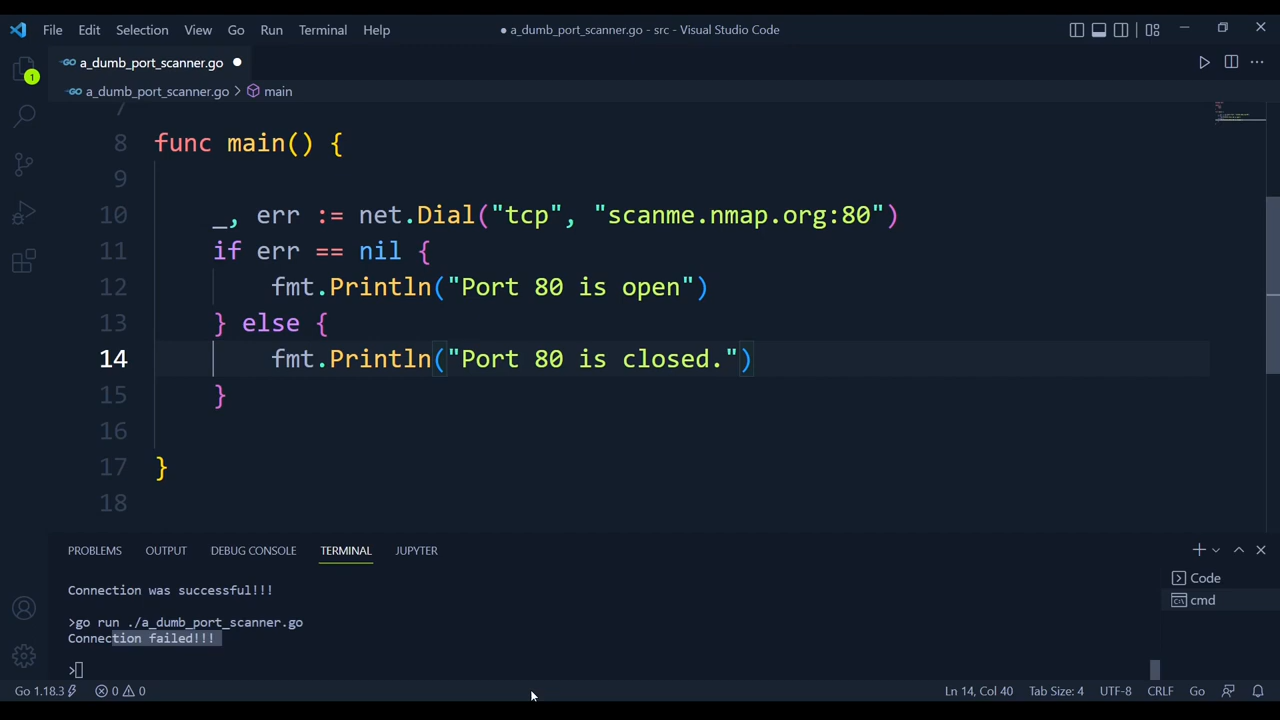 File Edit Selection View Go Run Terminal Help
● a_dumb_port_scanner.go - src - Visual Studio Code
a_dumb_port_scanner.go ●
1
a_dumb_port_scanner.go > main
7
8 func main() {
9
10 _, err := net.Dial("tcp", "scanme.nmap.org:80")
11 if err == nil {
12 fmt.Println("Port 80 is open")
13 } else {
14 fmt.Println("Port 80 is closed.")
15 }
16
17 }
18
PROBLEMS OUTPUT DEBUG CONSOLE TERMINAL JUPYTER
Connection was successful!!!
>go run ./a_dumb_port_scanner.go
Connection failed!!!
>
Code
cmd
Go 1.18.3 0 0 Ln 14, Col 40 Tab Size: 4 UTF-8 CRLF Go